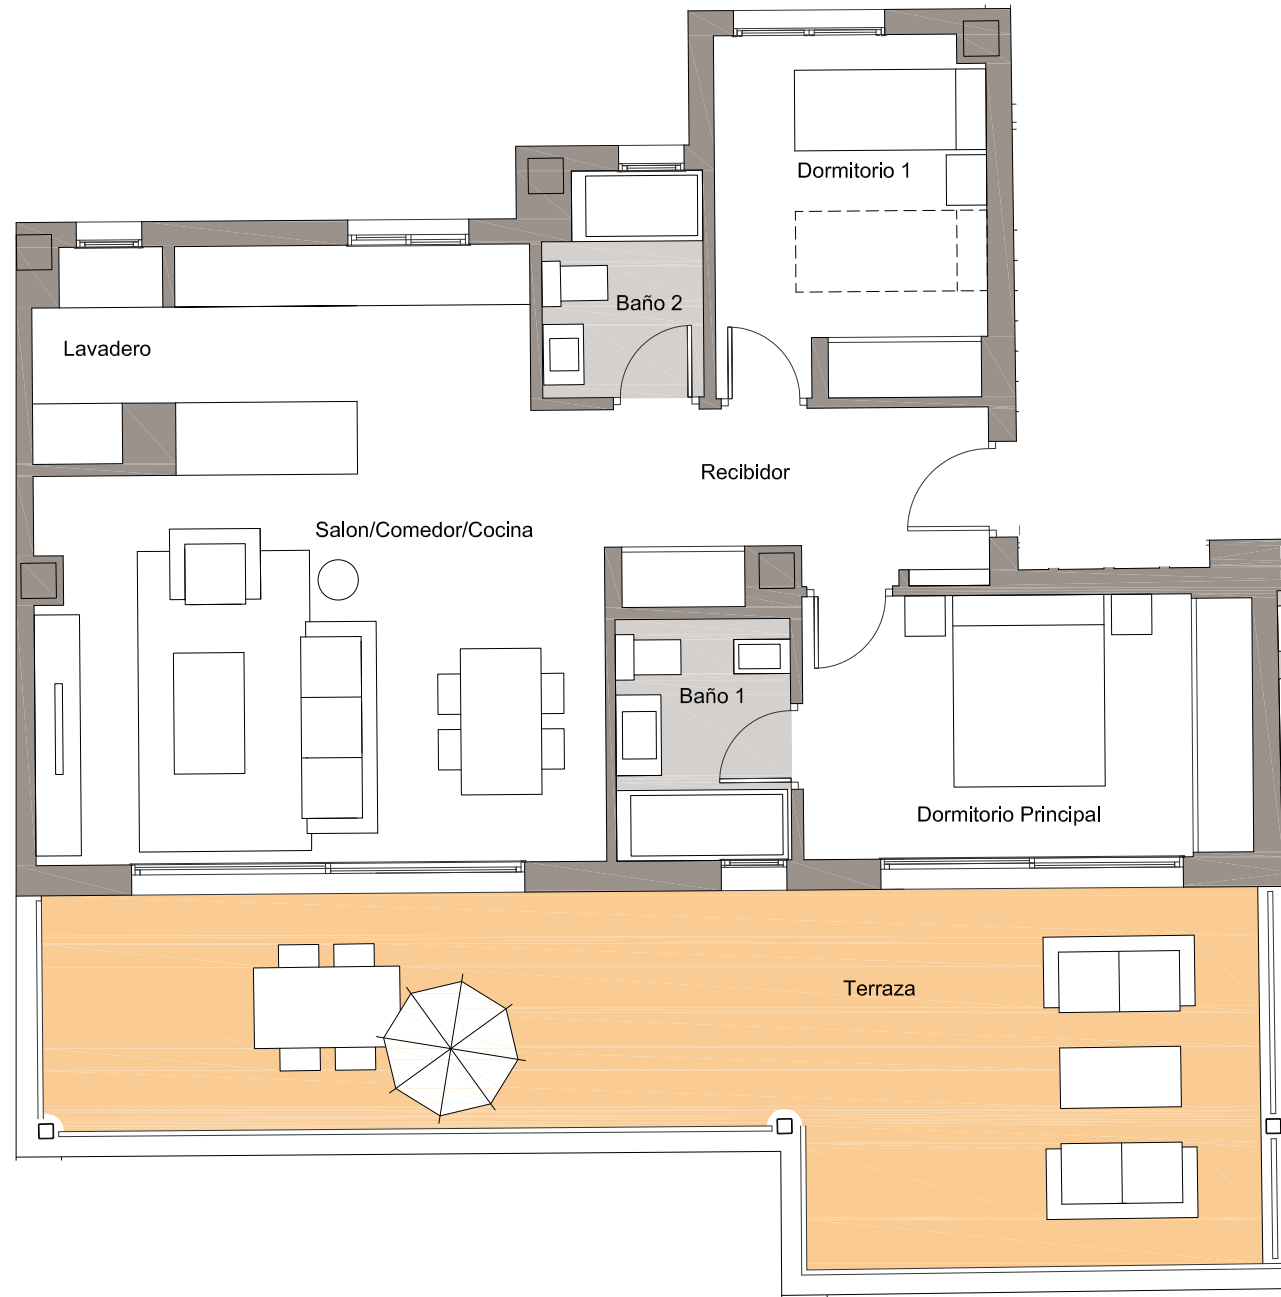 Dormitorio 1
Baño 2
Lavadero
Recibidor
Salon/Comedor/Cocina
Baño 1
Dormitorio Principal
Terraza